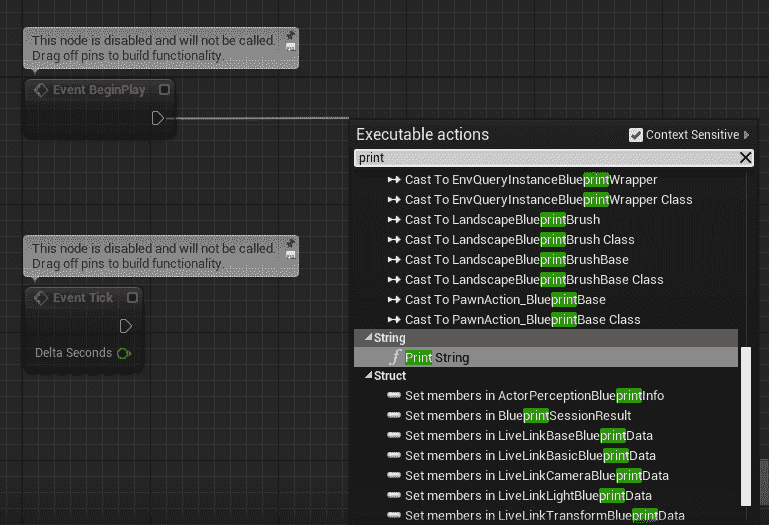 This node is disabled and will not be called.
Drag off pins to build functionality.
Event BeginPlay
Executable actions
Context Sensitive
print
Cast To EnvQueryInstanceBlueprintWrapper
Cast To EnvQueryInstanceBlueprintWrapper Class
Cast To LandscapeBlueprintBrush
Cast To LandscapeBlueprintBrush Class
Cast To LandscapeBlueprintBrushBase
Cast To LandscapeBlueprintBrushBase Class
Cast To PawnAction_BlueprintBase
Cast To PawnAction_BlueprintBase Class
String
f Print String
Struct
Set members in ActorPerceptionBlueprintInfo
Set members in BlueprintSessionResult
Set members in LiveLinkBaseBlueprintData
Set members in LiveLinkBasicBlueprintData
Set members in LiveLinkCameraBlueprintData
Set members in LiveLinkLightBlueprintData
Set members in LiveLinkTransformBlueprintData
This node is disabled and will not be called.
Drag off pins to build functionality.
Event Tick
Delta Seconds